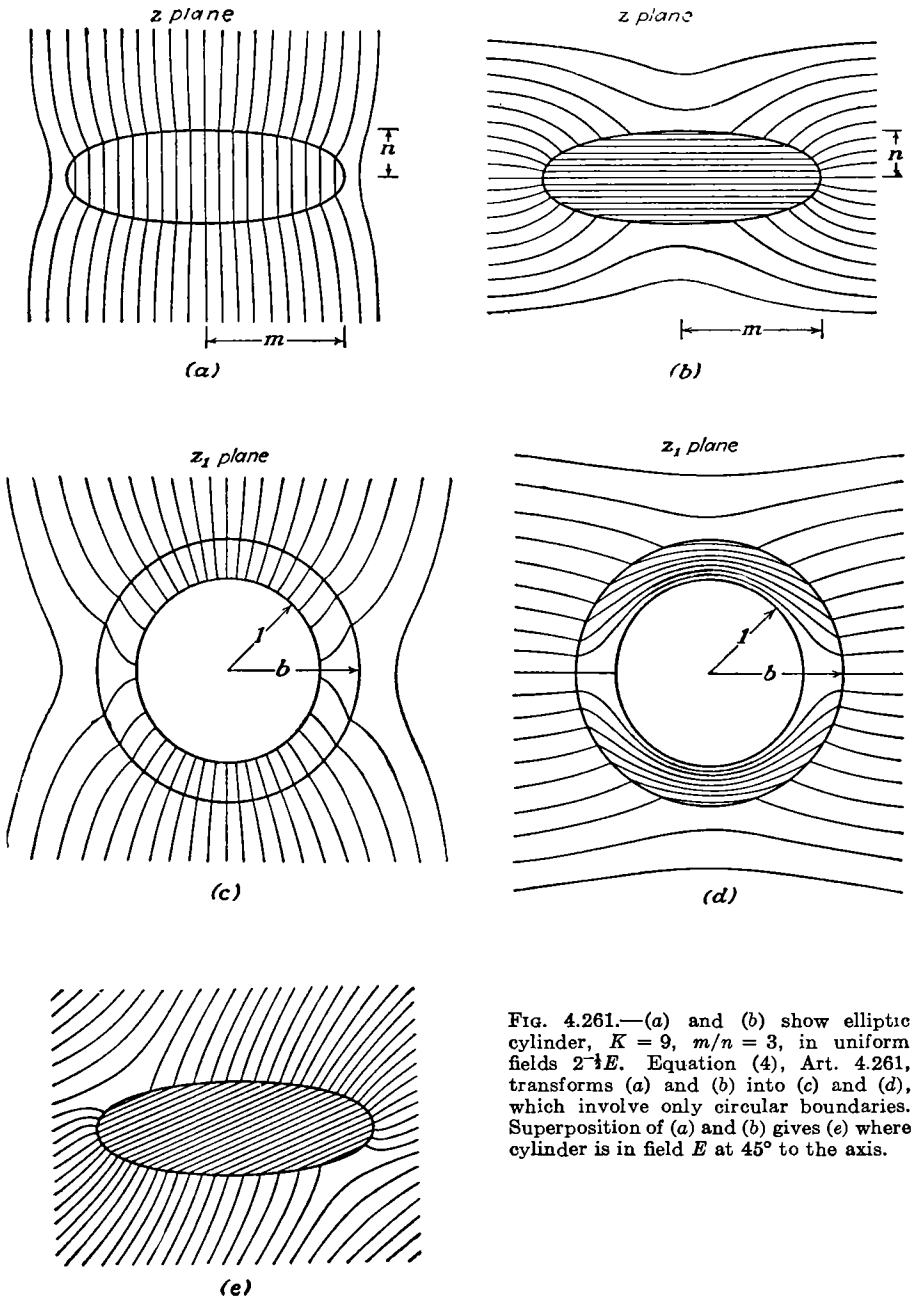 z plane
z plane
n
n
m
m
(a)
(b)
z₁ plane
z₁ plane
1
b
1
b
(c)
(d)
(e)
FIG. 4.261.—(a) and (b) show elliptic
cylinder, K = 9, m/n = 3, in uniform
fields 2^{-½}E. Equation (4), Art. 4.261,
transforms (a) and (b) into (c) and (d),
which involve only circular boundaries.
Superposition of (a) and (b) gives (e) where
cylinder is in field E at 45° to the axis.